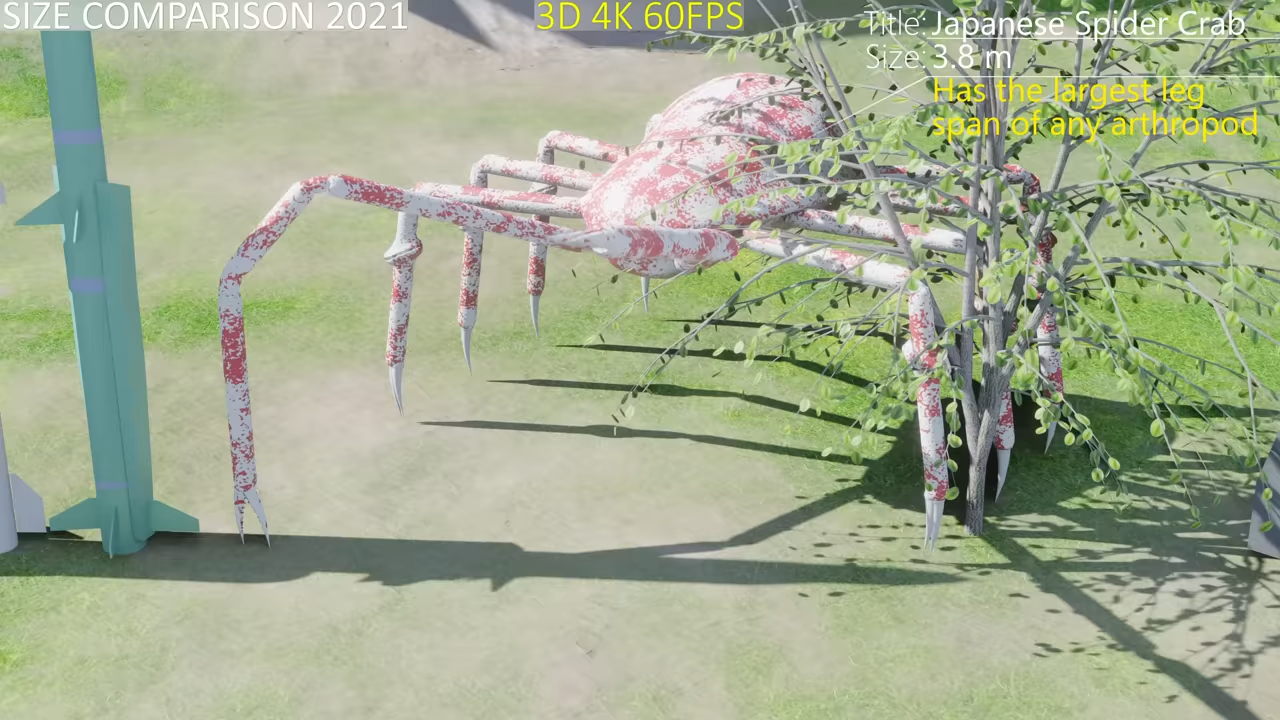 SIZE COMPARISON 2021
3D 4K 60FPS
Title: Japanese Spider Crab
Size: 3.8 m
Has the largest leg
span of any arthropod